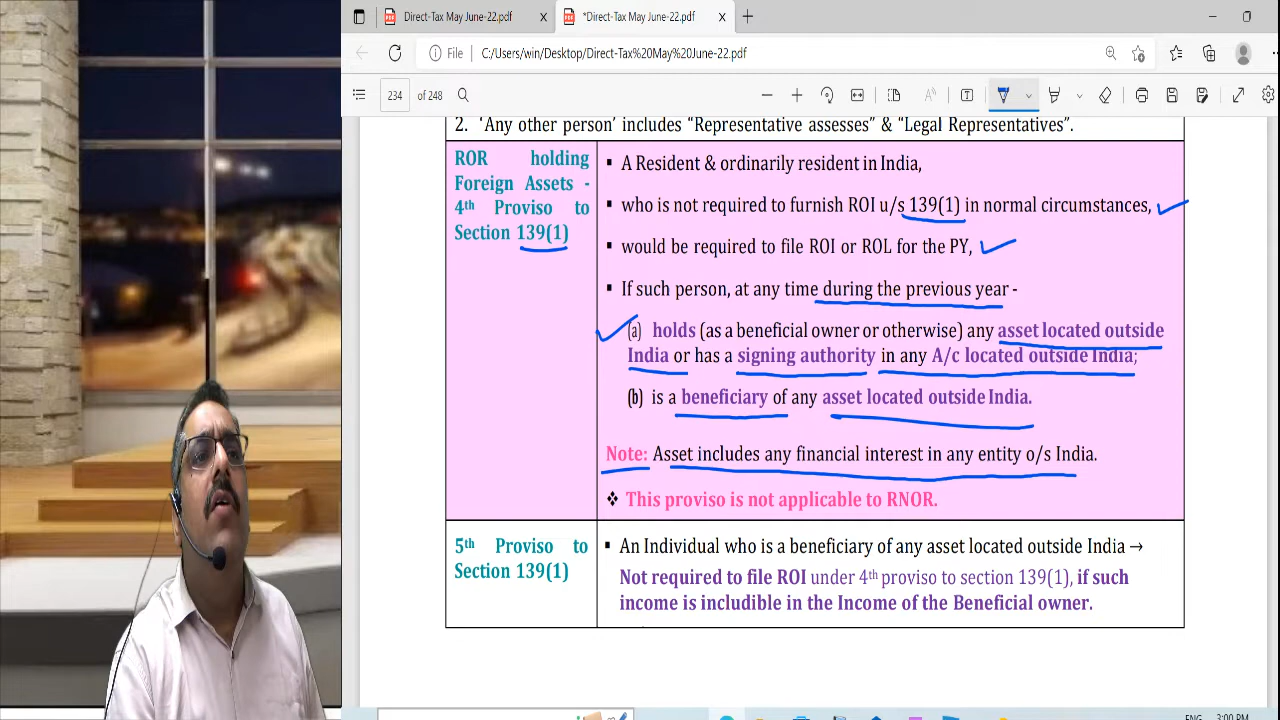 Direct-Tax May June-22.pdf
*Direct-Tax May June-22.pdf
File
C:/Users/win/Desktop/Direct-Tax%20May%20June-22.pdf
234 of 248
2. ‘Any other person’ includes “Representative assesses” & “Legal Representatives”.
ROR holding
Foreign Assets -
4th Proviso to
Section 139(1)
▪ A Resident & ordinarily resident in India,
▪ who is not required to furnish ROI u/s 139(1) in normal circumstances,
▪ would be required to file ROI or ROL for the PY,
▪ If such person, at any time during the previous year -
(a) holds (as a beneficial owner or otherwise) any asset located outside
India or has a signing authority in any A/c located outside India;
(b) is a beneficiary of any asset located outside India.
Note: Asset includes any financial interest in any entity o/s India.
❖ This proviso is not applicable to RNOR.
5th Proviso to
Section 139(1)
▪ An Individual who is a beneficiary of any asset located outside India →
Not required to file ROI under 4th proviso to section 139(1), if such
income is includible in the Income of the Beneficial owner.
ENG
3:00 PM